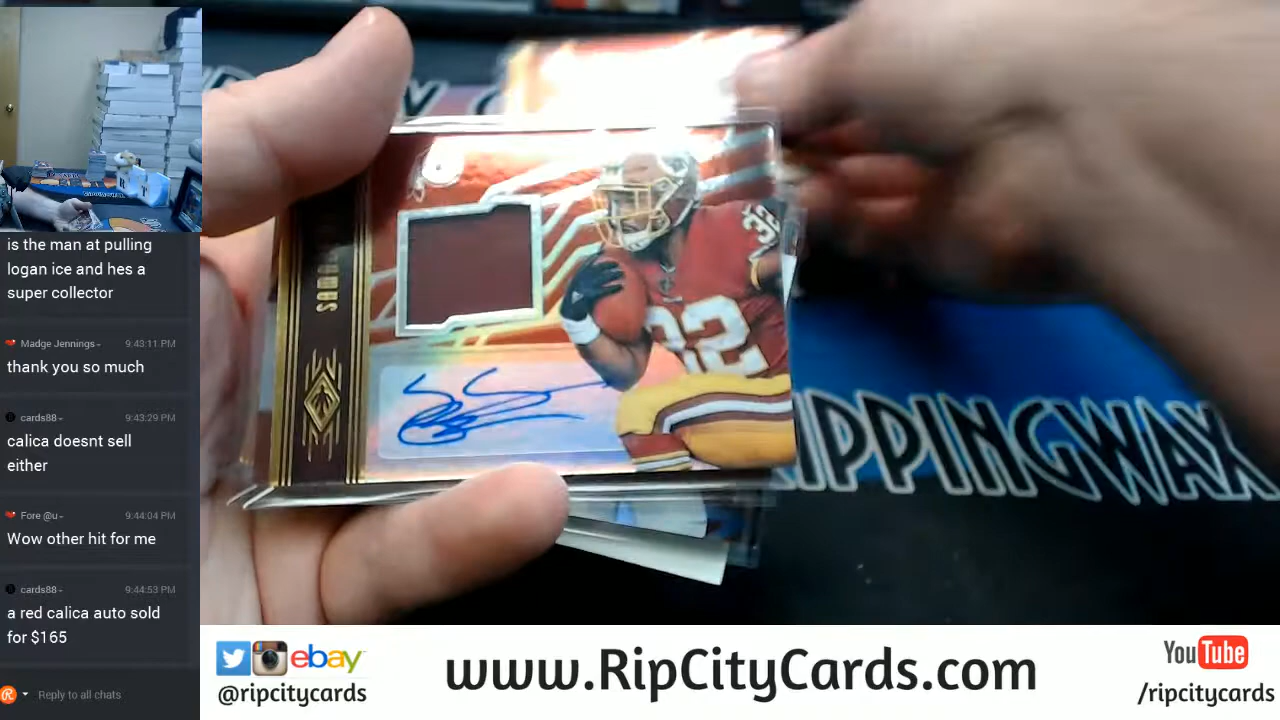 is the man at pulling
logan ice and hes a
super collector
Madge Jennings
9:43:11 PM
thank you so much
cards88
9:43:29 PM
calica doesnt sell
either
Fore @u
9:44:04 PM
Wow other hit for me
cards88
9:44:53 PM
a red calica auto sold
for $165
Reply to all chats
32
22
RIPPINGWAX
ebay
@ripcitycards
www.RipCityCards.com
YouTube
/ripcitycards